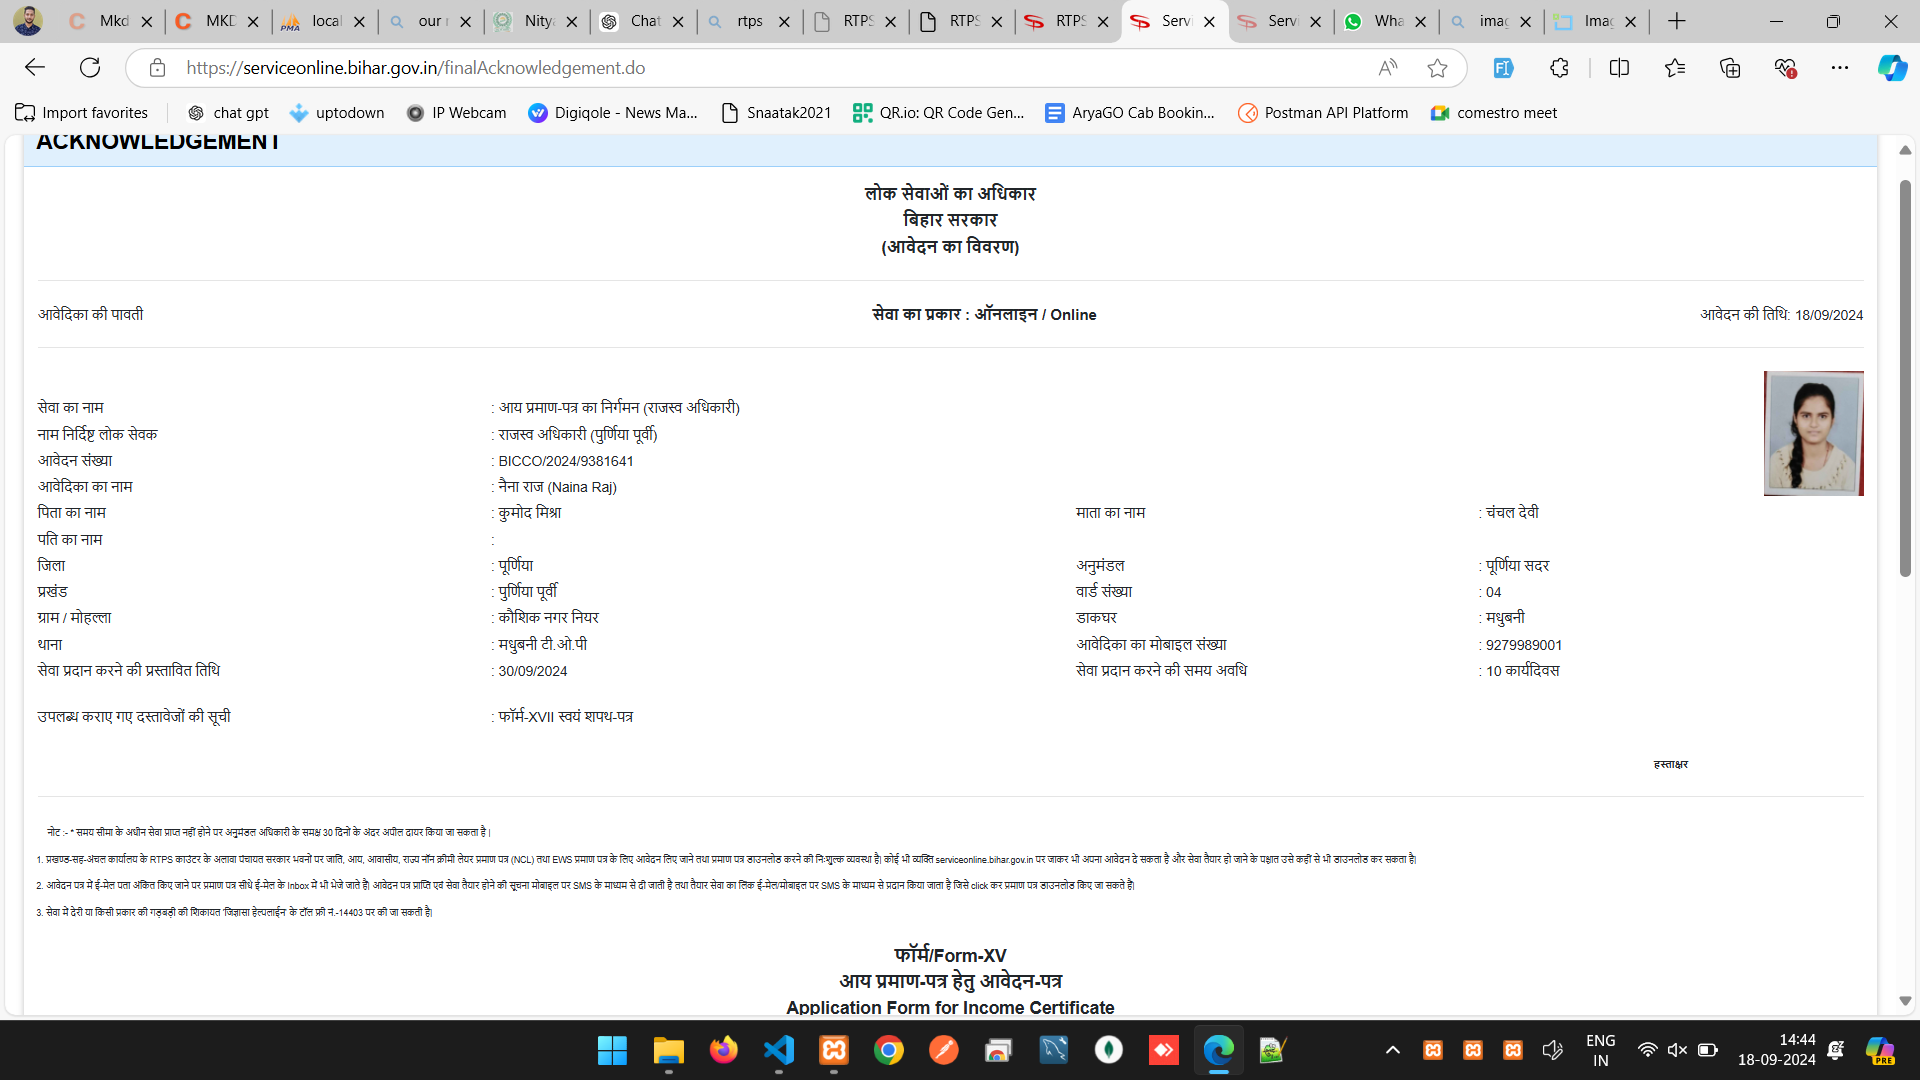 Mkd
MKD
local
our r
Nitya
Chat
rtps
RTPS
RTPS
RTPS
Servi
Servi
Wha
imag
Imag
https://serviceonline.bihar.gov.in/finalAcknowledgement.do
Import favorites chat gpt uptodown IP Webcam Digiqole - News Ma... Snaatak2021 QR.io: QR Code Gen... AryaGO Cab Bookin... Postman API Platform comestro meet
ACKNOWLEDGEMENT
लोक सेवाओं का अधिकार
बिहार सरकार
(आवेदन का विवरण)
आवेदिका की पावती सेवा का प्रकार : ऑनलाइन / Online आवेदन की तिथि: 18/09/2024
सेवा का नाम : आय प्रमाण-पत्र का निर्गमन (राजस्व अधिकारी)
नाम निर्दिष्ट लोक सेवक : राजस्व अधिकारी (पुर्णिया पूर्वी)
आवेदन संख्या : BICCO/2024/9381641
आवेदिका का नाम : नैना राज (Naina Raj)
पिता का नाम : कुमोद मिश्रा माता का नाम : चंचल देवी
पति का नाम :
जिला : पूर्णिया अनुमंडल : पूर्णिया सदर
प्रखंड : पुर्णिया पूर्वी वार्ड संख्या : 04
ग्राम / मोहल्ला : कौशिक नगर नियर डाकघर : मधुबनी
थाना : मधुबनी टी.ओ.पी आवेदिका का मोबाइल संख्या : 9279989001
सेवा प्रदान करने की प्रस्तावित तिथि : 30/09/2024 सेवा प्रदान करने की समय अवधि : 10 कार्यदिवस
उपलब्ध कराए गए दस्तावेजों की सूची : फॉर्म-XVII स्वयं शपथ-पत्र
हस्ताक्षर
नोट :- * समय सीमा के अधीन सेवा प्राप्त नहीं होने पर अनुमंडल अधिकारी के समक्ष 30 दिनों के अंदर अपील दायर किया जा सकता है |
1. प्रखण्ड-सह-अंचल कार्यालय के RTPS काउंटर के अलावा पंचायत सरकार भवनों पर जाति, आय, आवासीय, राज्य नॉन क्रीमी लेयर प्रमाण पत्र (NCL) तथा EWS प्रमाण पत्र के लिए आवेदन लिए जाने तथा प्रमाण पत्र डाउनलोड करने की निःशुल्क व्यवस्था है| कोई भी व्यक्ति serviceonline.bihar.gov.in पर जाकर भी अपना आवेदन दे सकता है और सेवा तैयार हो जाने के पश्चात उसे कहीं से भी डाउनलोड कर सकता है|
2. आवेदन पत्र में ई-मेल पता अंकित किए जाने पर प्रमाण पत्र सीधे ई-मेल के Inbox में भी भेजे जाते है| आवेदन पत्र प्राप्ति एवं सेवा तैयार होने की सूचना मोबाइल पर SMS के माध्यम से दी जाती है तथा तैयार सेवा का लिंक ई-मेल/मोबाइल पर SMS के माध्यम से प्रदान किया जाता है जिसे click कर प्रमाण पत्र डाउनलोड किए जा सकते है|
3. सेवा में देरी या किसी प्रकार की गड़बड़ी की शिकायत 'जिज्ञासा हेल्पलाईन' के टॉल फ्री नं.-14403 पर की जा सकती है|
फॉर्म/Form-XV
आय प्रमाण-पत्र हेतु आवेदन-पत्र
Application Form for Income Certificate
ENG
IN
14:44
18-09-2024